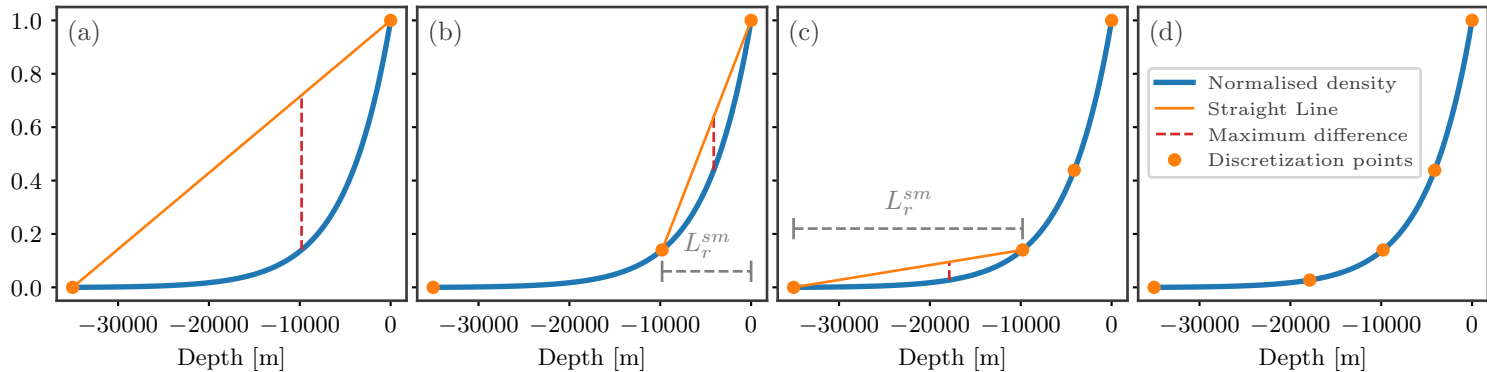 (a) (b) (c) (d)
1.0
0.8
0.6
0.4
0.2
0.0
Normalised density
Straight Line
Maximum difference
Discretization points
L_r^{sm} L_r^{sm}
−30000 −20000 −10000 0 −30000 −20000 −10000 0 −30000 −20000 −10000 0 −30000 −20000 −10000 0
Depth [m] Depth [m] Depth [m] Depth [m]